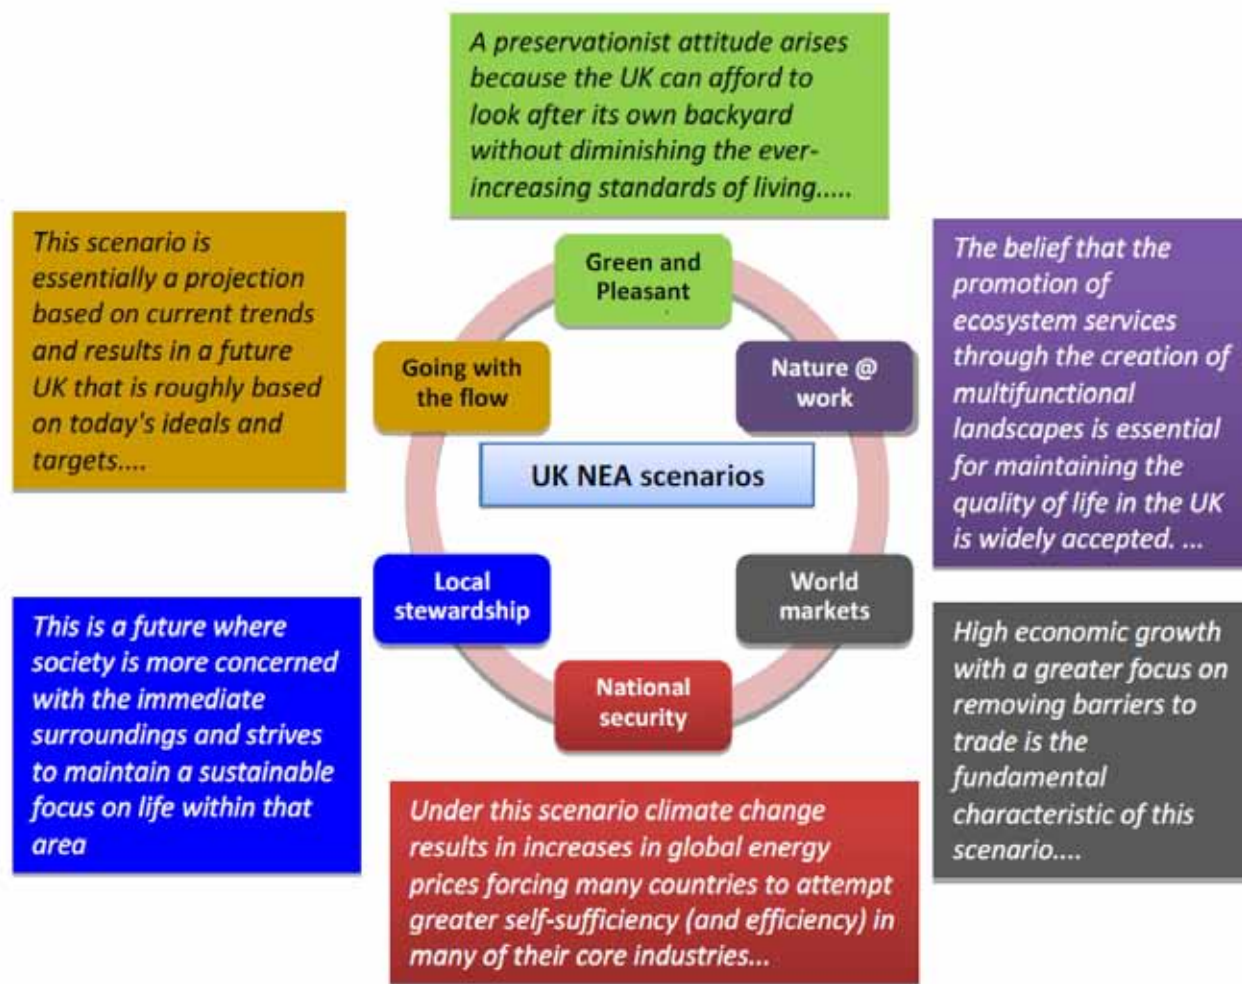 A preservationist attitude arises
because the UK can afford to
look after its own backyard
without diminishing the ever-
increasing standards of living.....
This scenario is
essentially a projection
based on current trends
and results in a future
UK that is roughly based
on today's ideals and
targets....
Green and
Pleasant
The belief that the
promotion of
ecosystem services
through the creation of
multifunctional
landscapes is essential
for maintaining the
quality of life in the UK
is widely accepted. ...
Going with
the flow
Nature @
work
UK NEA scenarios
Local
stewardship
World
markets
This is a future where
society is more concerned
with the immediate
surroundings and strives
to maintain a sustainable
focus on life within that
area
National
security
High economic growth
with a greater focus on
removing barriers to
trade is the
fundamental
characteristic of this
scenario....
Under this scenario climate change
results in increases in global energy
prices forcing many countries to attempt
greater self-sufficiency (and efficiency) in
many of their core industries...